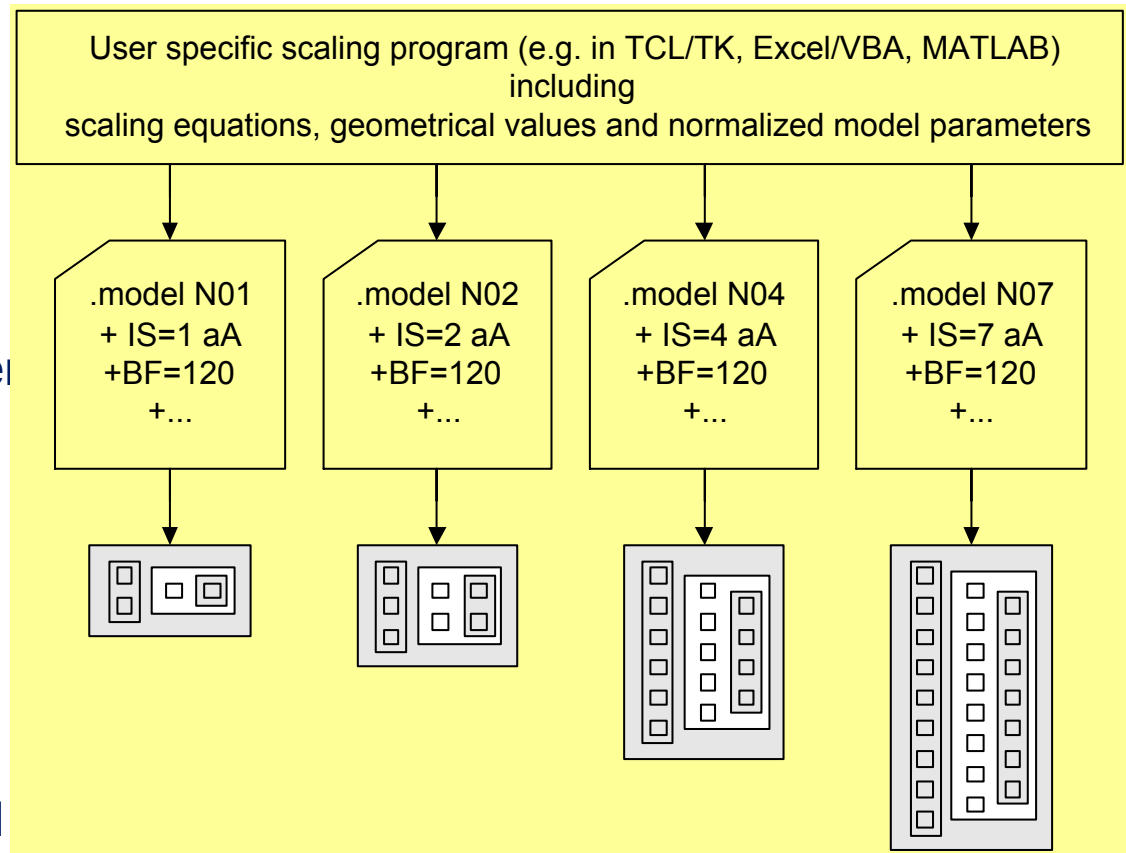 User specific scaling program (e.g. in TCL/TK, Excel/VBA, MATLAB)
including
scaling equations, geometrical values and normalized model parameters
.model N01
+ IS=1 aA
+BF=120
+...
.model N02
+ IS=2 aA
+BF=120
+...
.model N04
+ IS=4 aA
+BF=120
+...
.model N07
+ IS=7 aA
+BF=120
+...